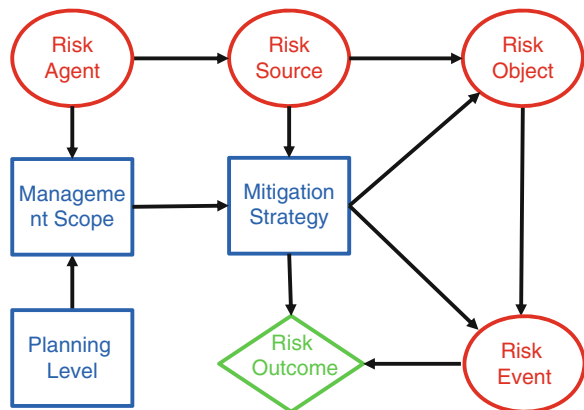 Risk
Agent
Risk
Source
Risk
Object
Manageme
nt Scope
Mitigation
Strategy
Planning
Level
Risk
Outcome
Risk
Event